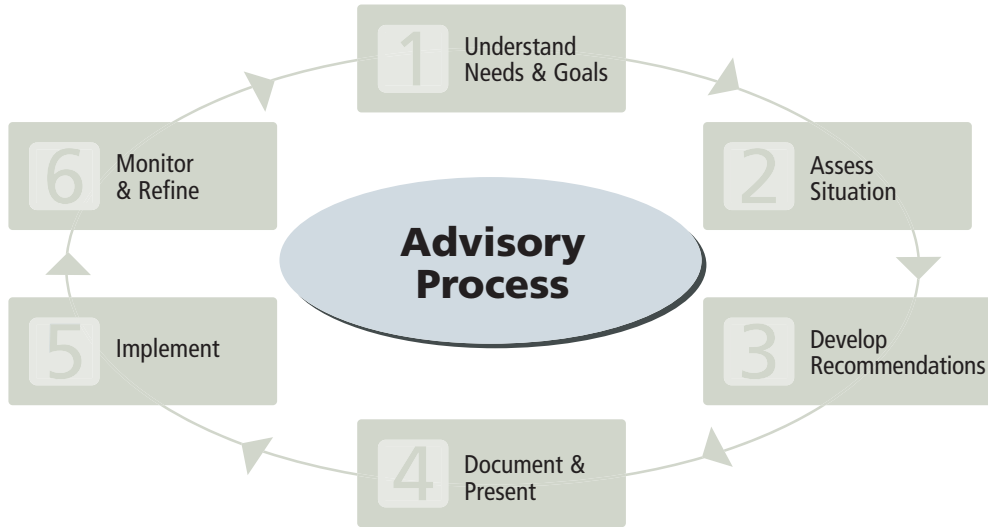 1
Understand
Needs & Goals
2
Assess
Situation
3
Develop
Recommendations
4
Document &
Present
5
Implement
6
Monitor
& Refine
Advisory
Process